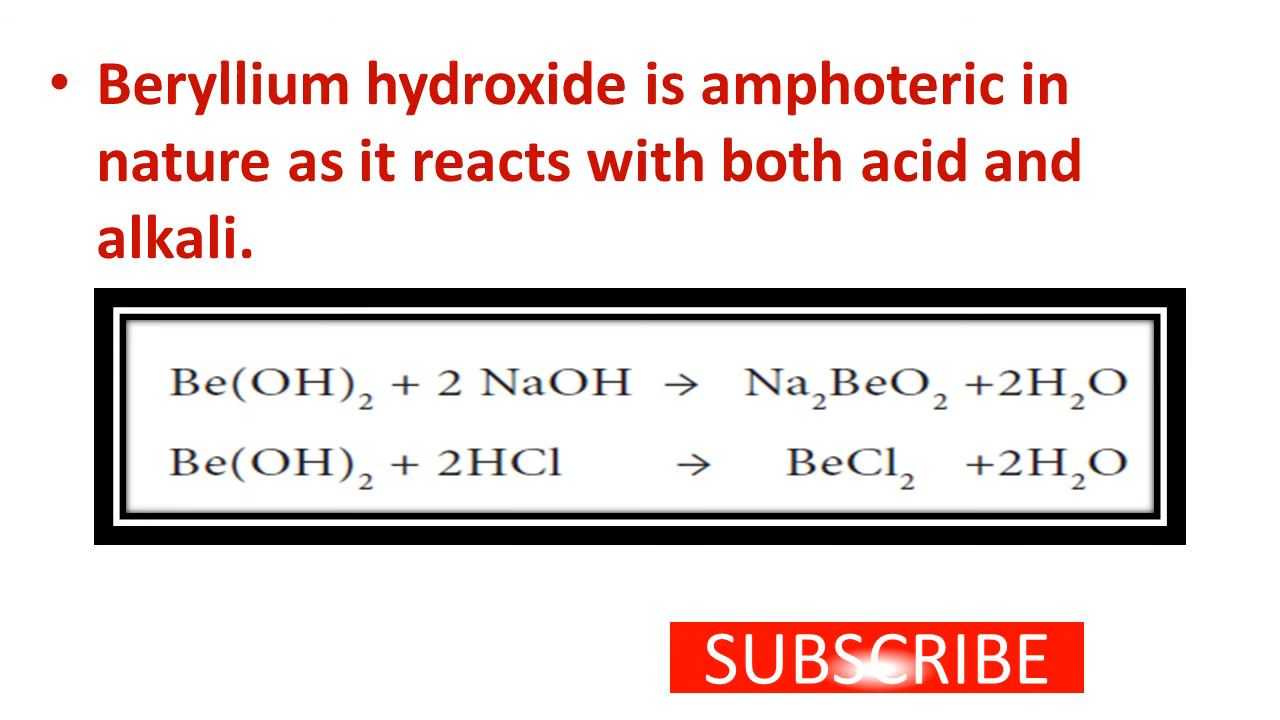 • Beryllium hydroxide is amphoteric in
nature as it reacts with both acid and
alkali.
Be(OH)₂ + 2 NaOH → Na₂BeO₂ +2H₂O
Be(OH)₂ + 2HCl → BeCl₂ +2H₂O
SUBSCRIBE